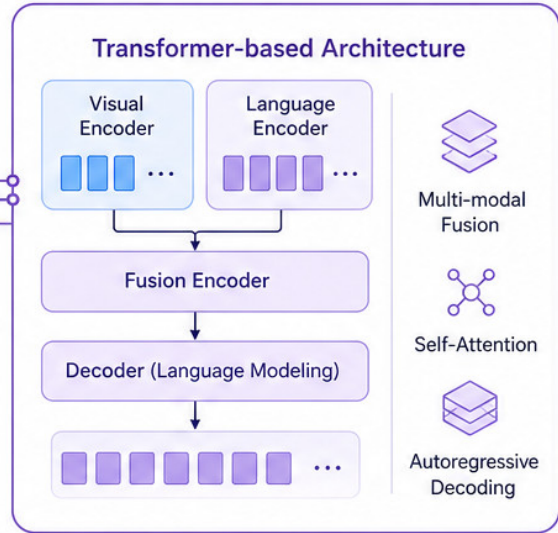 Transformer-based Architecture
Visual
Encoder
...
Language
Encoder
...
Fusion Encoder
Decoder (Language Modeling)
...
Multi-modal
Fusion
Self-Attention
Autoregressive
Decoding